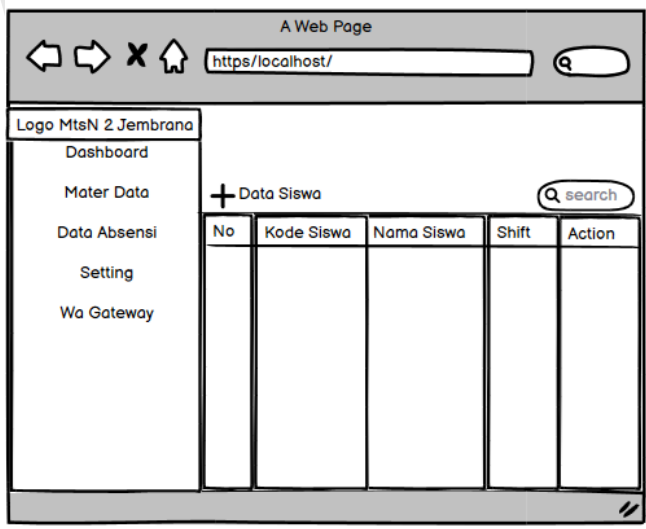 A Web Page
https/localhost/
Logo MtsN 2 Jembrana
Dashboard
Mater Data
Data Absensi
Setting
Wa Gateway
Data Siswa
search
No
Kode Siswa
Nama Siswa
Shift
Action